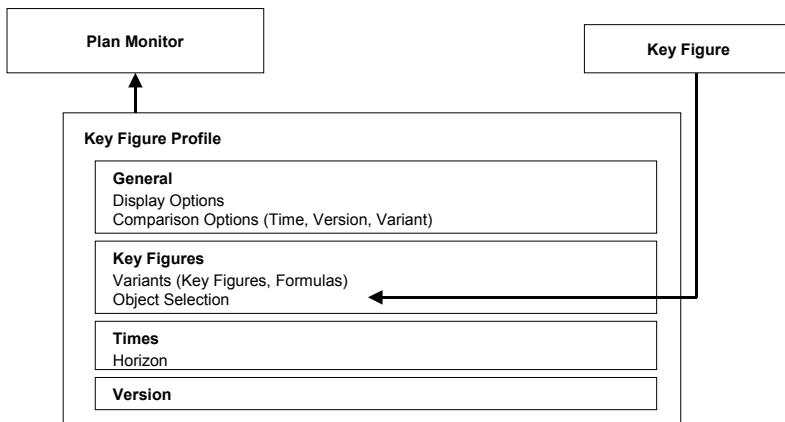 Plan Monitor
Key Figure
Key Figure Profile
General
Display Options
Comparison Options (Time, Version, Variant)
Key Figures
Variants (Key Figures, Formulas)
Object Selection
Times
Horizon
Version